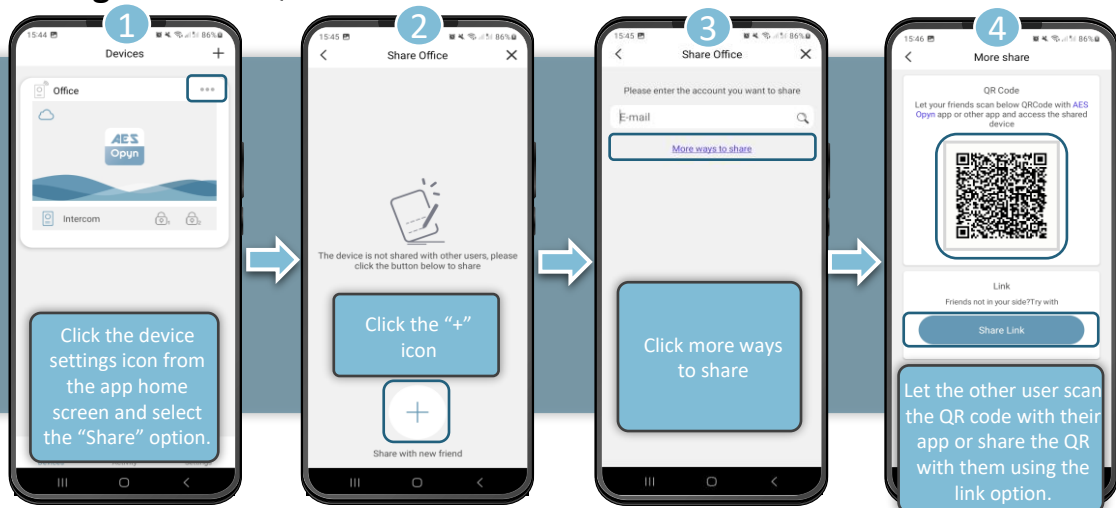 1
15:44
86%
Devices
+
Office
AES
Opyn
Intercom
Click the device
settings icon from
the app home
screen and select
the “Share” option.
2
15:45
86%
Share Office
The device is not shared with other users, please
click the button below to share
Click the “+”
icon
Share with new friend
3
15:45
86%
Share Office
Please enter the account you want to share
E-mail
More ways to share
Click more ways
to share
4
15:46
86%
More share
QR Code
Let your friends scan below QRCode with AES
Opyn app or other app and access the shared
device
Link
Friends not in your side?Try with
Share Link
Let the other user scan
the QR code with their
app or share the QR
with them using the
link option.